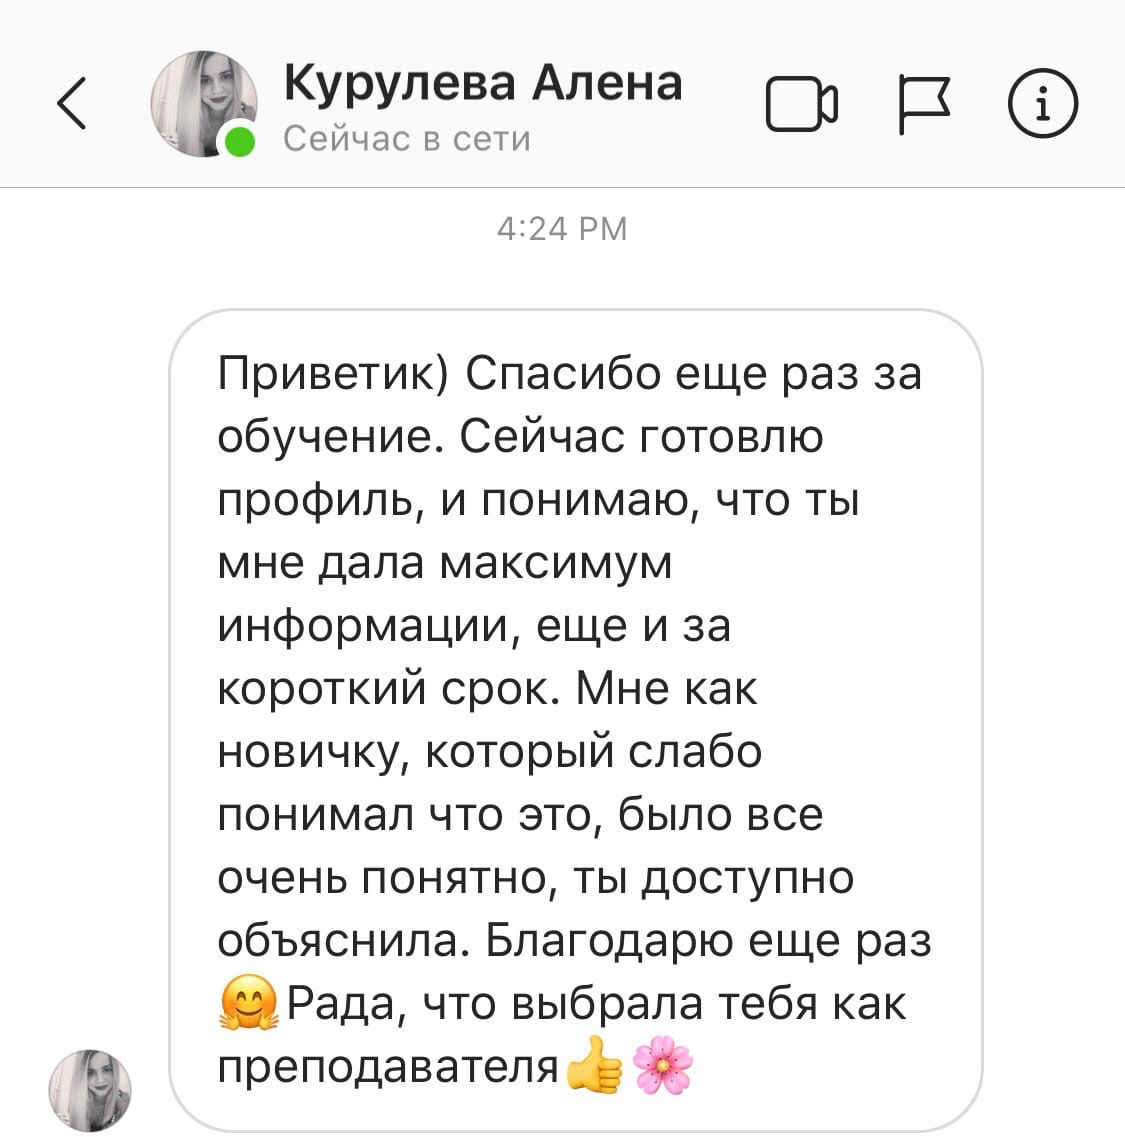 Курулева Алена
Сейчас в сети
4:24 PM
Приветик) Спасибо еще раз за
обучение. Сейчас готовлю
профиль, и понимаю, что ты
мне дала максимум
информации, еще и за
короткий срок. Мне как
новичку, который слабо
понимал что это, было все
очень понятно, ты доступно
объяснила. Благодарю еще раз
🤗Рада, что выбрала тебя как
преподавателя👍🌸